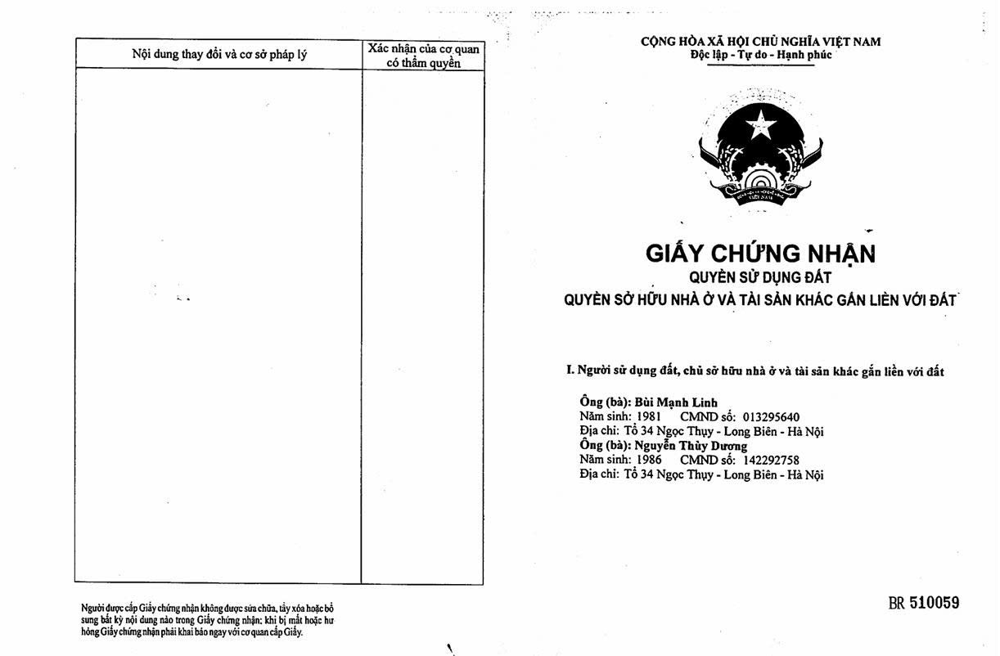 Nội dung thay đổi và cơ sở pháp lý
Xác nhận của cơ quan
có thẩm quyền
Người được cấp Giấy chứng nhận không được sửa chữa, tẩy xóa hoặc bổ
sung bất kỳ nội dung nào trong Giấy chứng nhận; khi bị mất hoặc hư
hỏng Giấy chứng nhận phải khai báo ngay với cơ quan cấp Giấy.
CỘNG HÒA XÃ HỘI CHỦ NGHĨA VIỆT NAM
Độc lập - Tự do - Hạnh phúc
VIỆT NAM
GIẤY CHỨNG NHẬN
QUYỀN SỬ DỤNG ĐẤT
QUYỀN SỞ HỮU NHÀ Ở VÀ TÀI SẢN KHÁC GẮN LIỀN VỚI ĐẤT
I. Người sử dụng đất, chủ sở hữu nhà ở và tài sản khác gắn liền với đất
Ông (bà): Bùi Mạnh Linh
Năm sinh: 1981 CMND số: 013295640
Địa chỉ: Tổ 34 Ngọc Thụy - Long Biên - Hà Nội
Ông (bà): Nguyễn Thùy Dương
Năm sinh: 1986 CMND số: 142292758
Địa chỉ: Tổ 34 Ngọc Thụy - Long Biên - Hà Nội
BR 510059